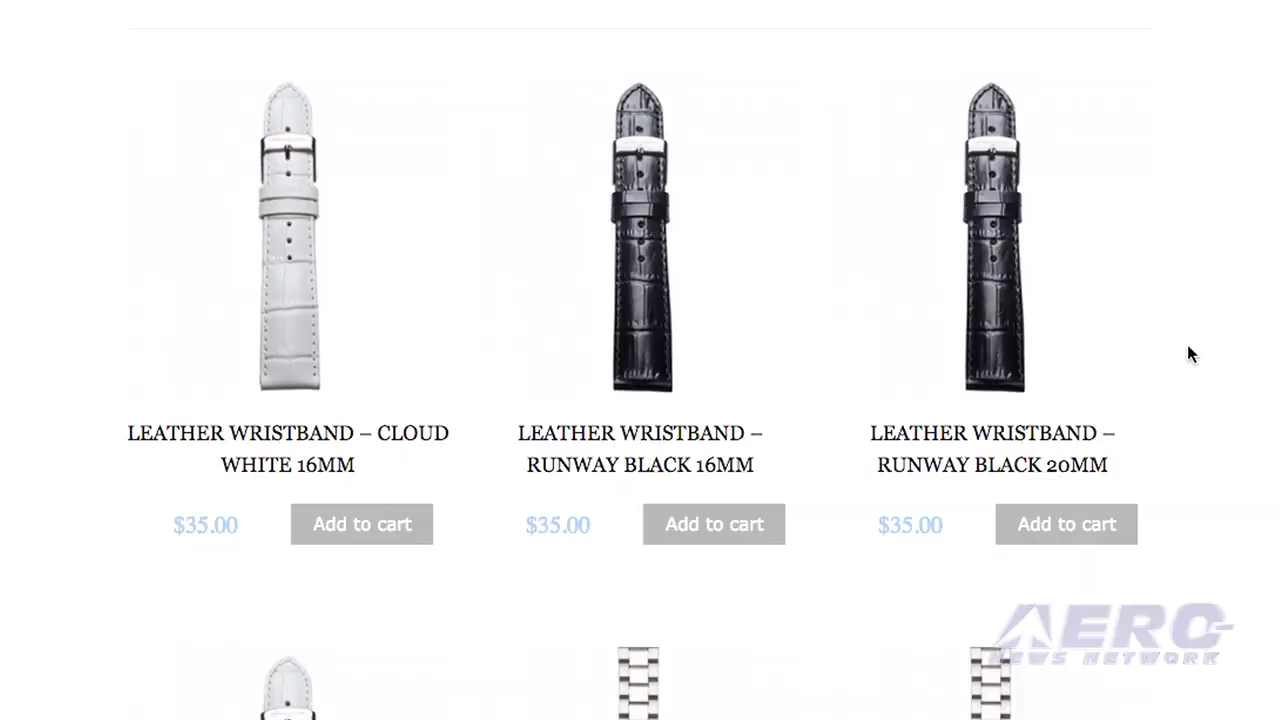 LEATHER WRISTBAND – CLOUD
WHITE 16MM
$35.00
Add to cart
LEATHER WRISTBAND –
RUNWAY BLACK 16MM
$35.00
Add to cart
LEATHER WRISTBAND –
RUNWAY BLACK 20MM
$35.00
Add to cart
AERO
NEWS NETWORK